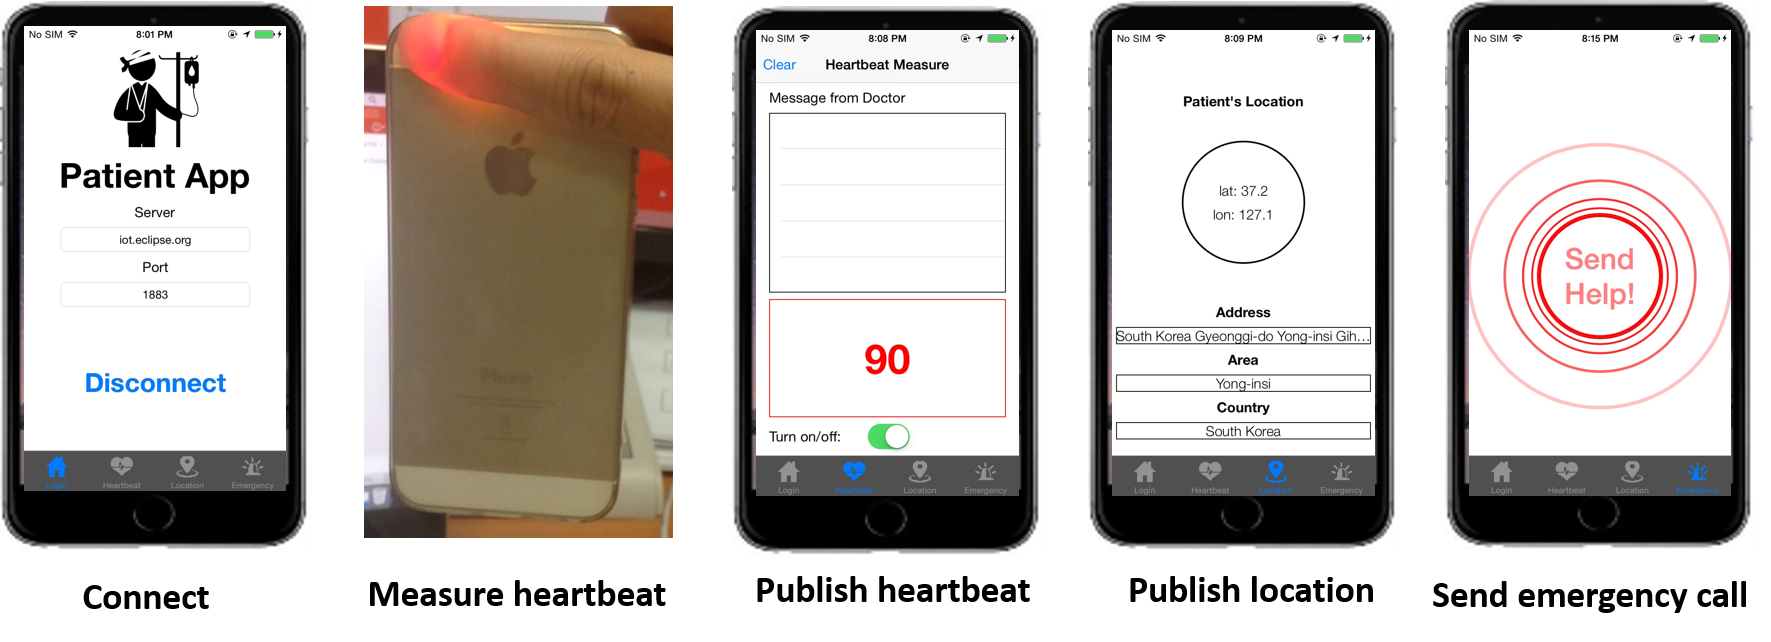 No SIM 8:01 PM
Patient App
Server
iot.eclipse.org
Port
1883
Disconnect
Login Heartbeat Location Emergency
Connect
iPhone
Measure heartbeat
No SIM 8:08 PM
Clear Heartbeat Measure
Message from Doctor
90
Turn on/off:
Login Heartbeat Location Emergency
Publish heartbeat
No SIM 8:09 PM
Patient's Location
lat: 37.2
lon: 127.1
Address
South Korea Gyeonggi-do Yong-insi Gih...
Area
Yong-insi
Country
South Korea
Login Heartbeat Location Emergency
Publish location
No SIM 8:15 PM
Send
Help!
Login Heartbeat Location Emergency
Send emergency call